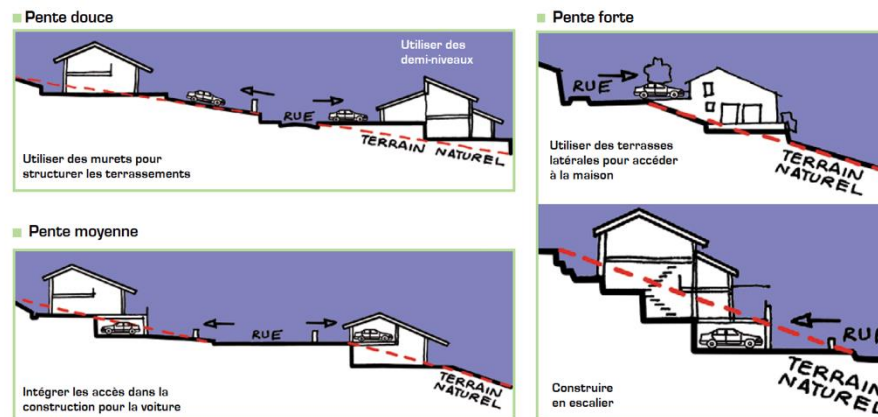 Pente douce
Utiliser des
demi-niveaux
RUE
TERRAIN NATUREL
Utiliser des murets pour
structurer les terrassements
Pente moyenne
RUE
Intégrer les accès dans la
construction pour la voiture
TERRAIN
NATUREL
Pente forte
RUE
Utiliser des terrasses
latérales pour accéder
à la maison
TERRAIN
NATUREL
RUE
Construire
en escalier
TERRAIN
NATUREL